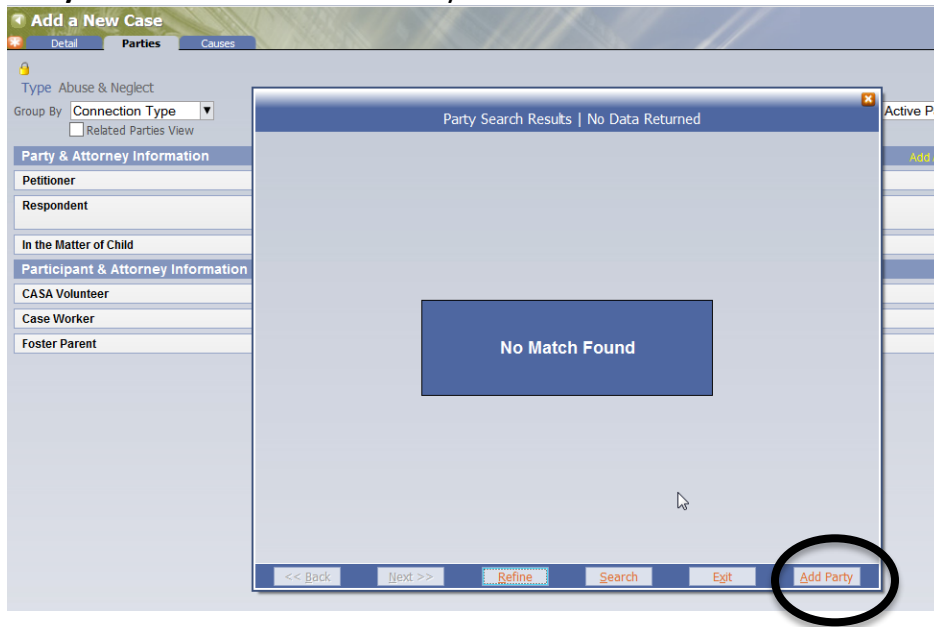 Add a New Case
Detail Parties Causes
Type Abuse & Neglect
Group By Connection Type
Related Parties View
Party & Attorney Information
Petitioner
Respondent
In the Matter of Child
Participant & Attorney Information
CASA Volunteer
Case Worker
Foster Parent
Party Search Results | No Data Returned
No Match Found
<< Back Next >> Refine Search Exit Add Party
Active P
Add